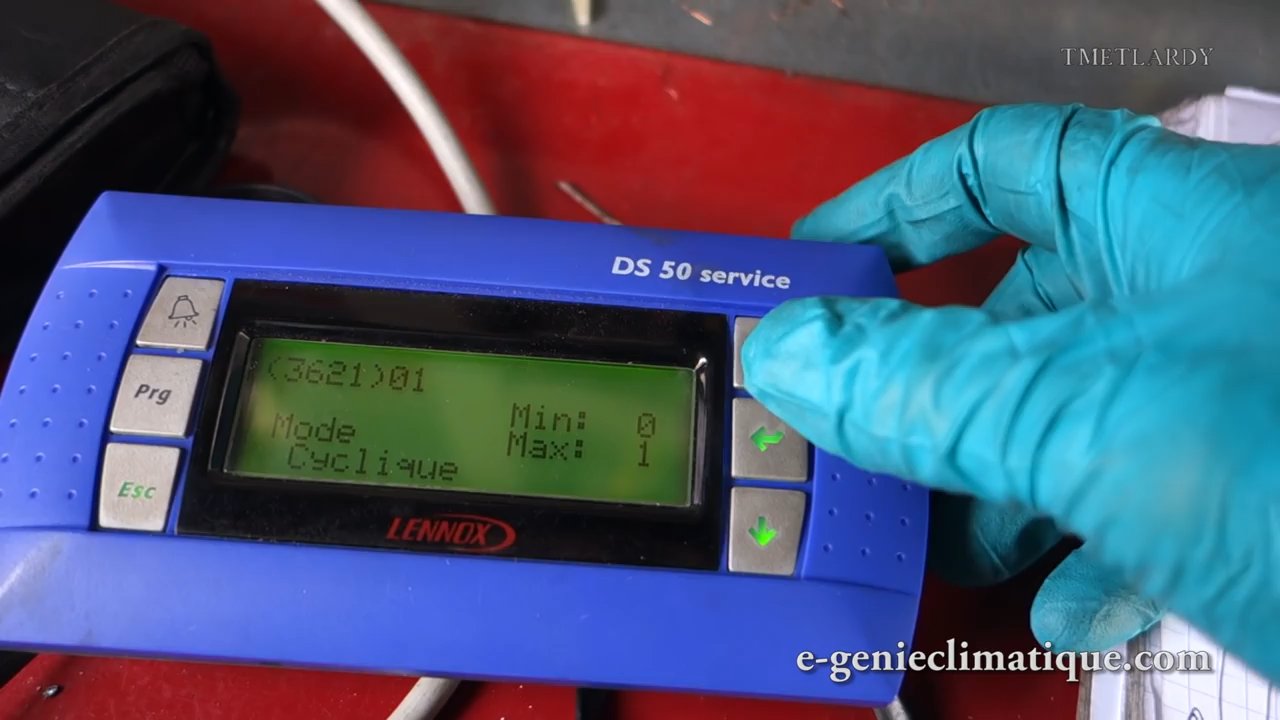 TMETLARDY
DS 50 service
Prg
Esc
(3621)01
Mode Min: 0
Cyclique Max: 1
LENNOX
e-genieclimatique.com